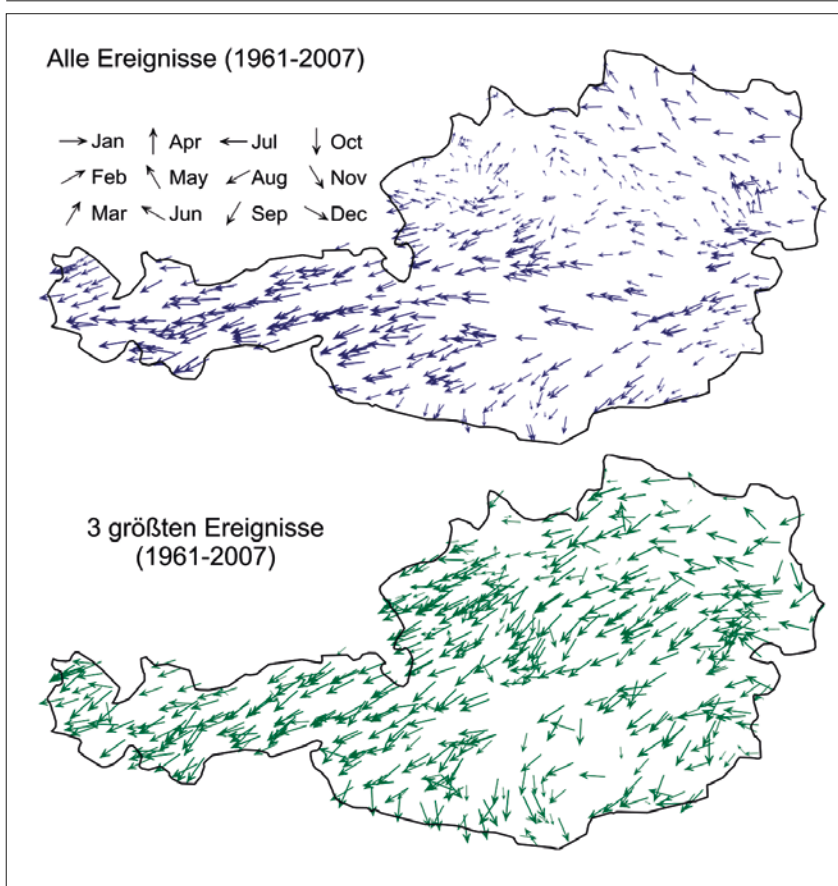 Alle Ereignisse (1961-2007)
Jan Apr Jul Oct
Feb May Aug Nov
Mar Jun Sep Dec
3 größten Ereignisse
(1961-2007)